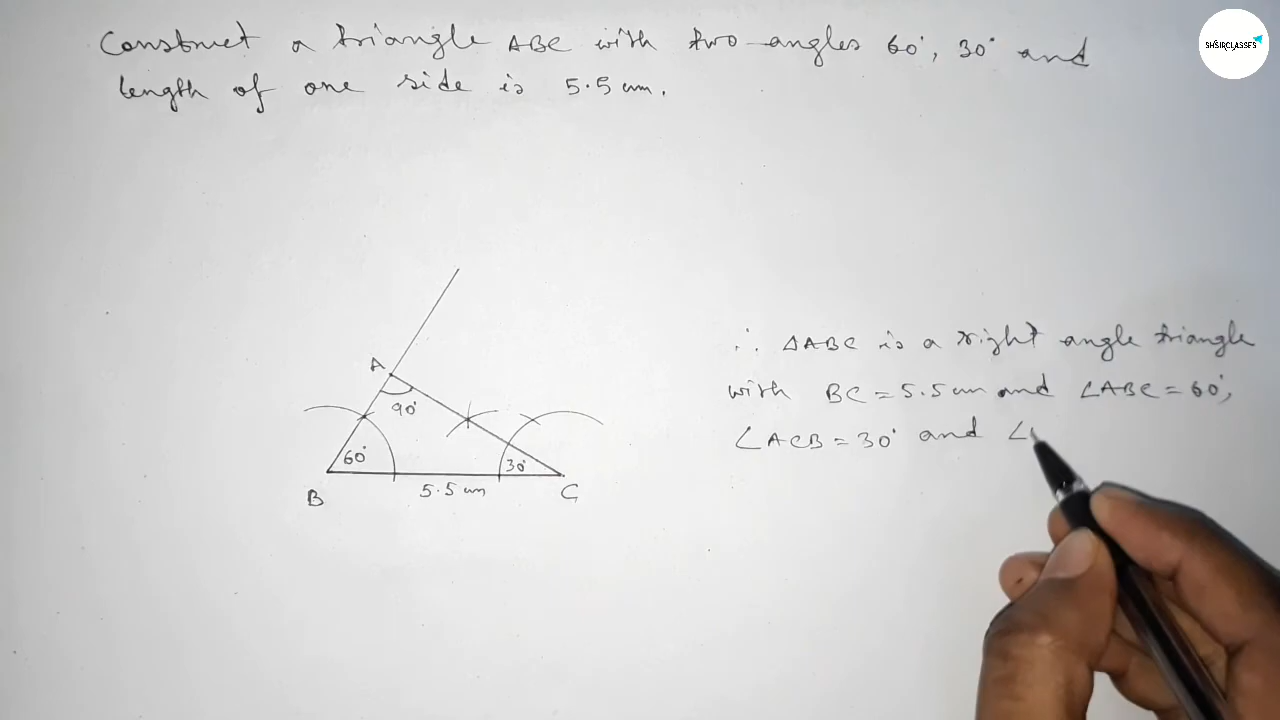 Construct a triangle ABC with two angles 60°, 30° and
length of one side is 5.5 cm.
SHSIRCLASSES
A
90°
60°
30°
B
5.5 cm
C
∴ △ABC is a right angle triangle
with BC = 5.5 cm and ∠ABC = 60°,
∠ACB = 30° and ∠